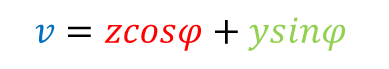 v = zcosφ + ysinφ